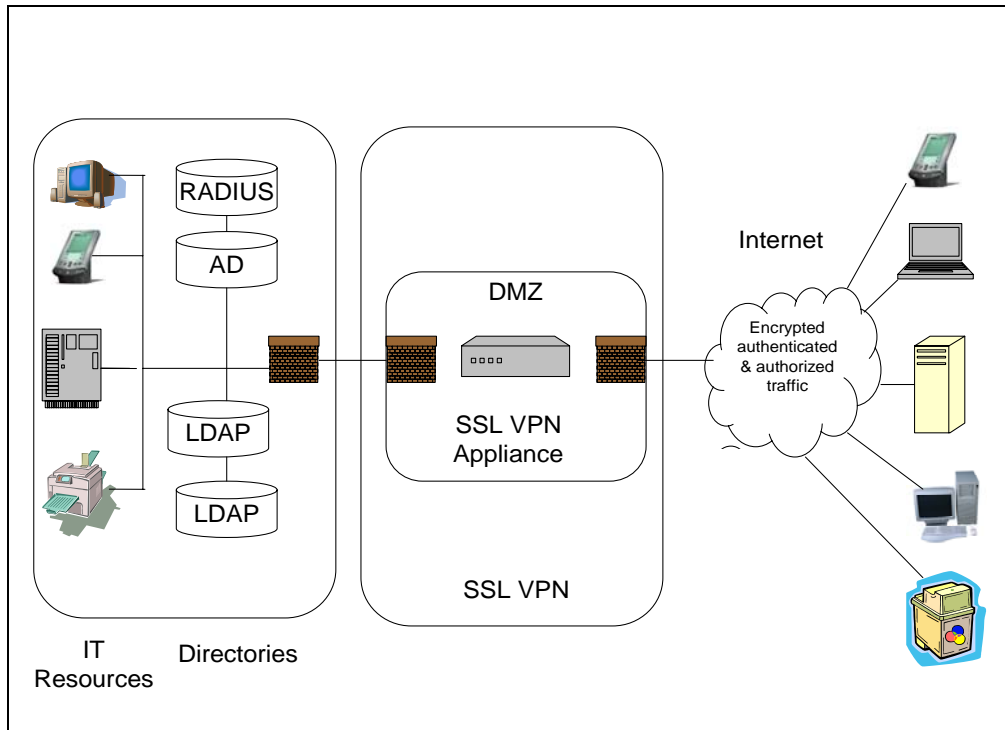 RADIUS
AD
LDAP
LDAP
IT
Resources
Directories
DMZ
SSL VPN
Appliance
SSL VPN
Internet
Encrypted
authenticated
& authorized
traffic